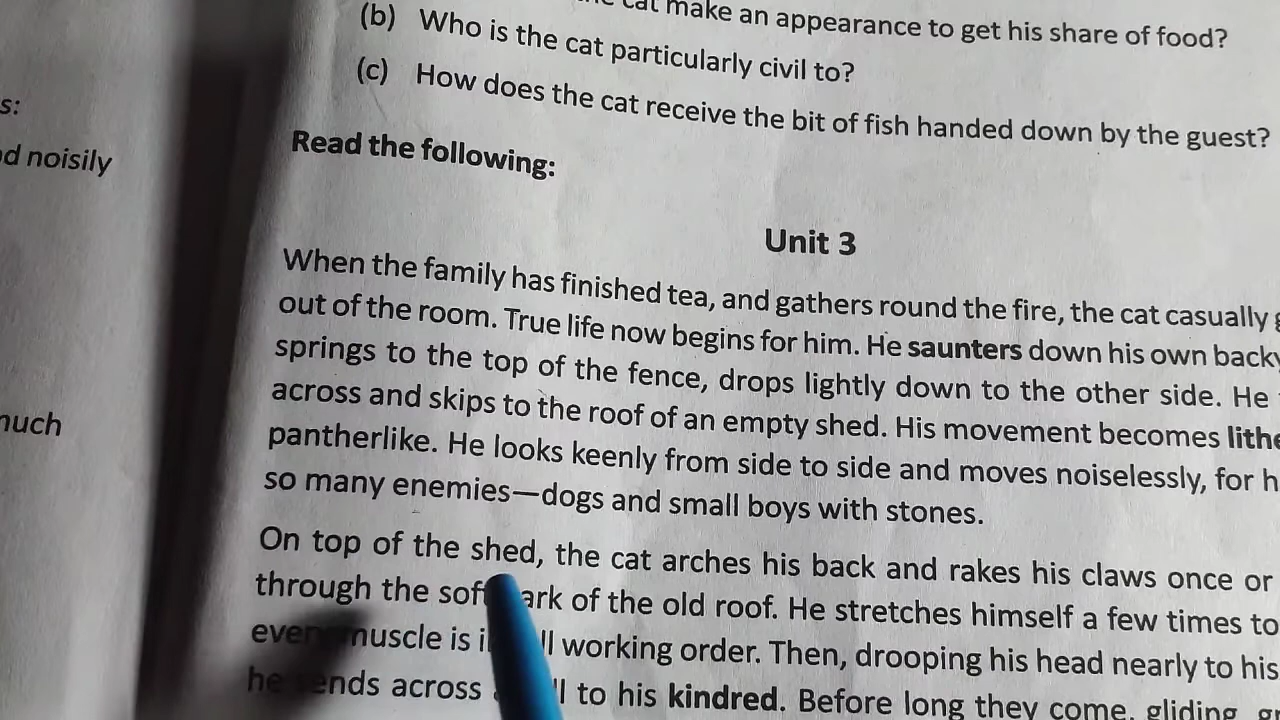 cat make an appearance to get his share of food?
(b) Who is the cat particularly civil to?
(c) How does the cat receive the bit of fish handed down by the guest?
s:
d noisily
Read the following:
Unit 3
When the family has finished tea, and gathers round the fire, the cat casually
out of the room. True life now begins for him. He saunters down his own back
springs to the top of the fence, drops lightly down to the other side. He
across and skips to the roof of an empty shed. His movement becomes lithe
much
pantherlike. He looks keenly from side to side and moves noiselessly, for h
so many enemies—dogs and small boys with stones.
On top of the shed, the cat arches his back and rakes his claws once or
through the soft ark of the old roof. He stretches himself a few times to
muscle is working order. Then, drooping his head nearly to his
he ends across to his kindred. Before long they come, gliding,